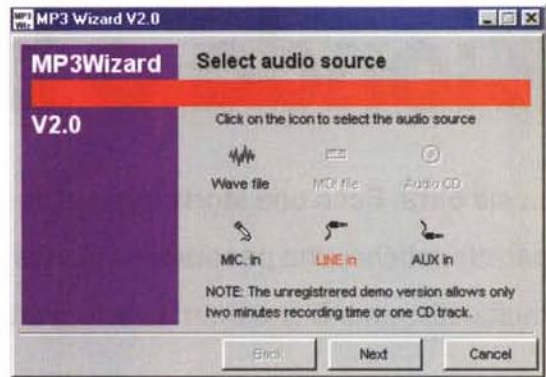 MP3 Wizard V2.0
MP3Wizard
Select audio source
V2.0
Click on the icon to select the audio source
Wave file
MIDI file
Audio CD
MIC. in
LINE in
AUX in
NOTE: The unregistrered demo version allows only
two minutes recording time or one CD track.
Back
Next
Cancel